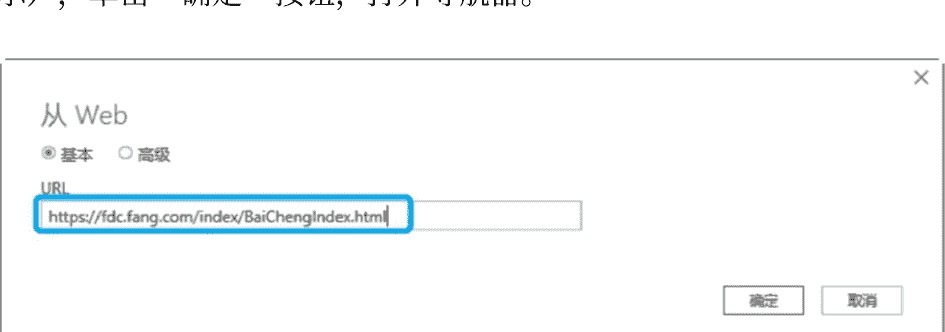 从 Web
基本 高级
URL
https://fdc.fang.com/index/BaiChengIndex.html
确定 取消